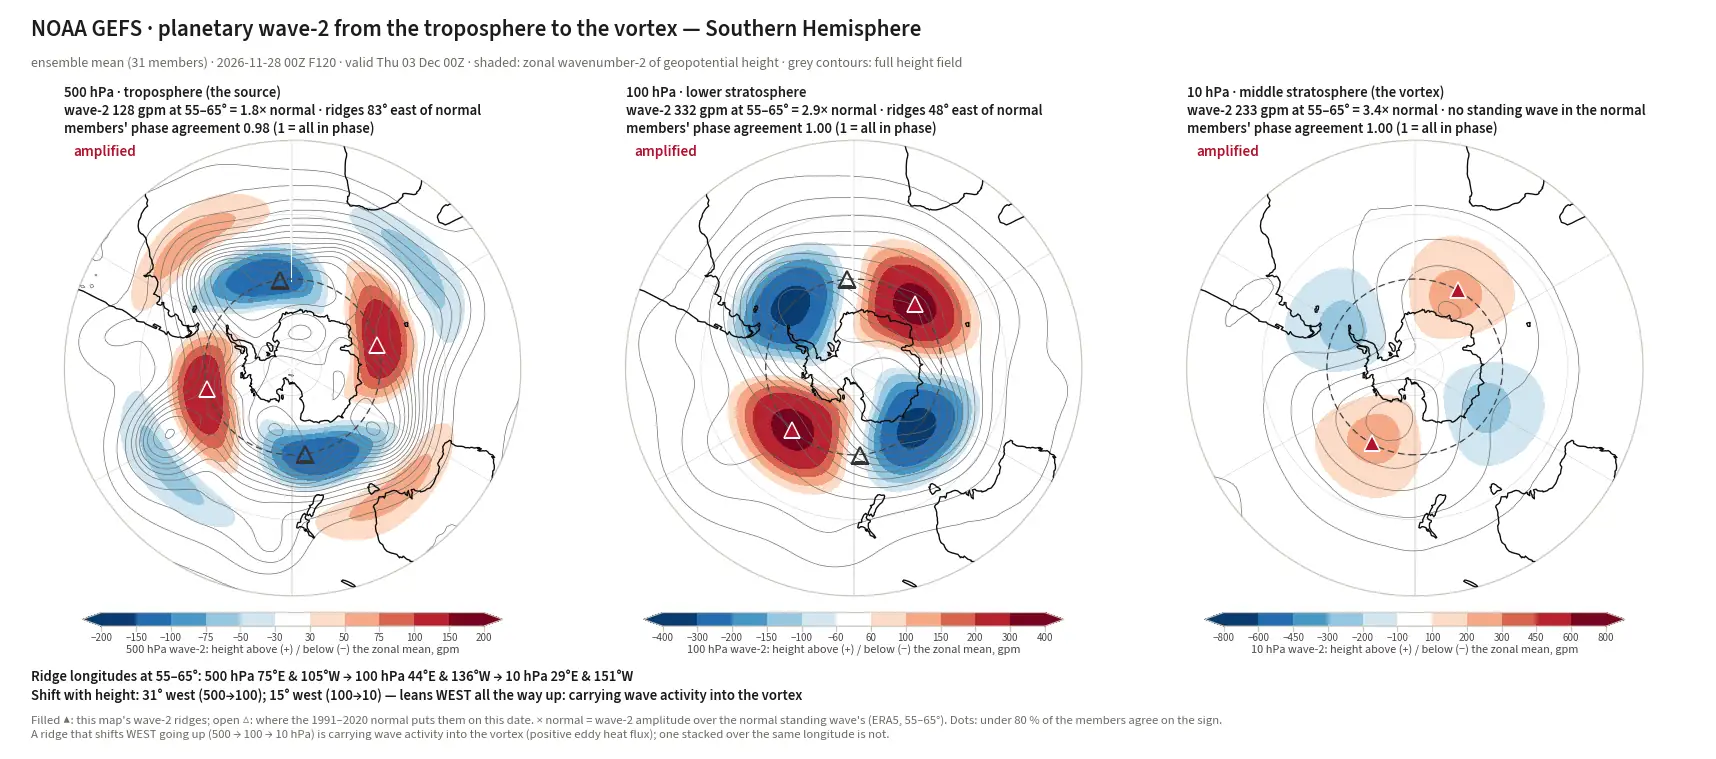 NOAA GEFS · planetary wave-2 from the troposphere to the vortex — Southern Hemisphere
ensemble mean (31 members) · 2026-11-28 00Z F120 · valid Thu 03 Dec 00Z · shaded: zonal wavenumber-2 of geopotential height · grey contours: full height field
500 hPa · troposphere (the source)
wave-2 128 gpm at 55–65° = 1.8× normal · ridges 83° east of normal
members' phase agreement 0.98 (1 = all in phase)
amplified
100 hPa · lower stratosphere
wave-2 332 gpm at 55–65° = 2.9× normal · ridges 48° east of normal
members' phase agreement 1.00 (1 = all in phase)
amplified
10 hPa · middle stratosphere (the vortex)
wave-2 233 gpm at 55–65° = 3.4× normal · no standing wave in the normal
members' phase agreement 1.00 (1 = all in phase)
amplified
−200 −150 −100 −75 −50 −30 30 50 75 100 150 200
500 hPa wave-2: height above (+) / below (−) the zonal mean, gpm
−400 −300 −200 −150 −100 −60 60 100 150 200 300 400
100 hPa wave-2: height above (+) / below (−) the zonal mean, gpm
−800 −600 −450 −300 −200 −100 100 200 300 450 600 800
10 hPa wave-2: height above (+) / below (−) the zonal mean, gpm
Ridge longitudes at 55–65°: 500 hPa 75°E & 105°W → 100 hPa 44°E & 136°W → 10 hPa 29°E & 151°W
Shift with height: 31° west (500→100); 15° west (100→10) — leans WEST all the way up: carrying wave activity into the vortex
Filled ▲: this map's wave-2 ridges; open △: where the 1991–2020 normal puts them on this date. × normal = wave-2 amplitude over the normal standing wave's (ERA5, 55–65°). Dots: under 80 % of the members agree on the sign.
A ridge that shifts WEST going up (500 → 100 → 10 hPa) is carrying wave activity into the vortex (positive eddy heat flux); one stacked over the same longitude is not.